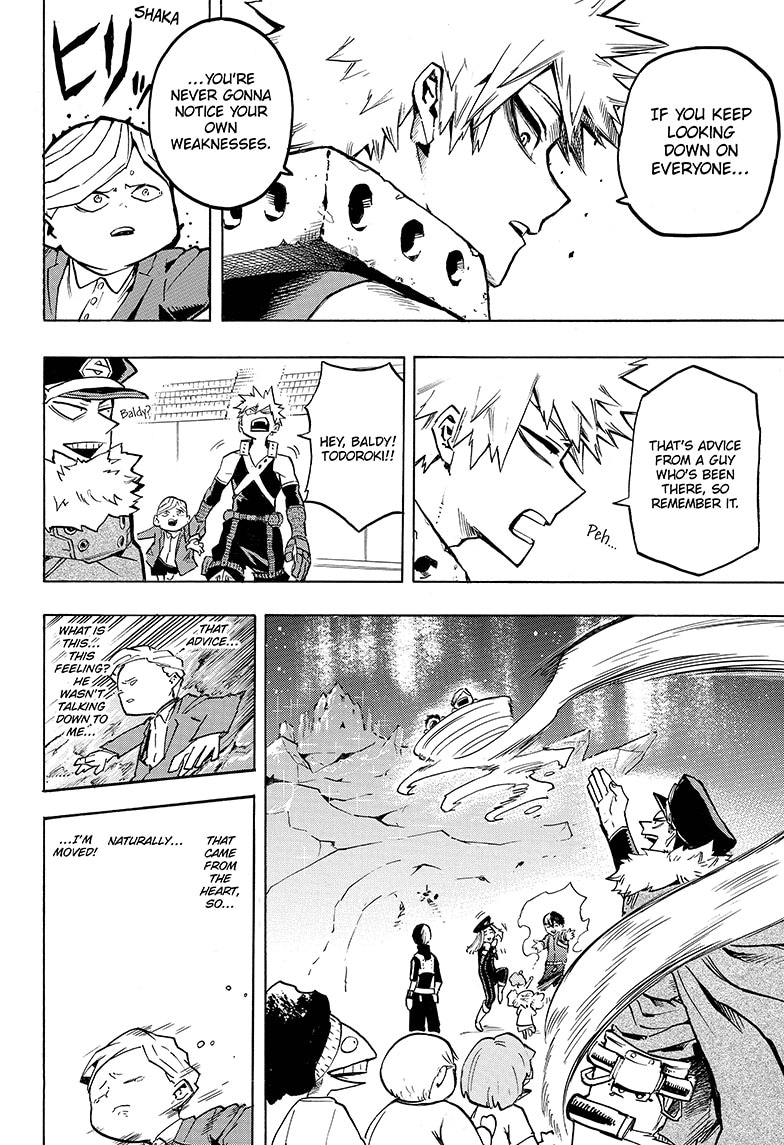 IF YOU KEEP
LOOKING
DOWN ON
EVERYONE...
...YOU'RE
NEVER GONNA
NOTICE YOUR
OWN
WEAKNESSES.
SHAKA
ビリッ
THAT'S ADVICE
FROM A GUY
WHO'S BEEN
THERE, SO
REMEMBER IT.
Peh...
HEY, BALDY!
TODOROKI!!
Baldy?
THAT
ADVICE...
WHAT IS
THIS...
THIS
FEELING?
HE
WASN'T
TALKING
DOWN TO
ME...
THAT
CAME
FROM
THE
HEART,
SO...
NATURALLY...
...I'M
MOVED!